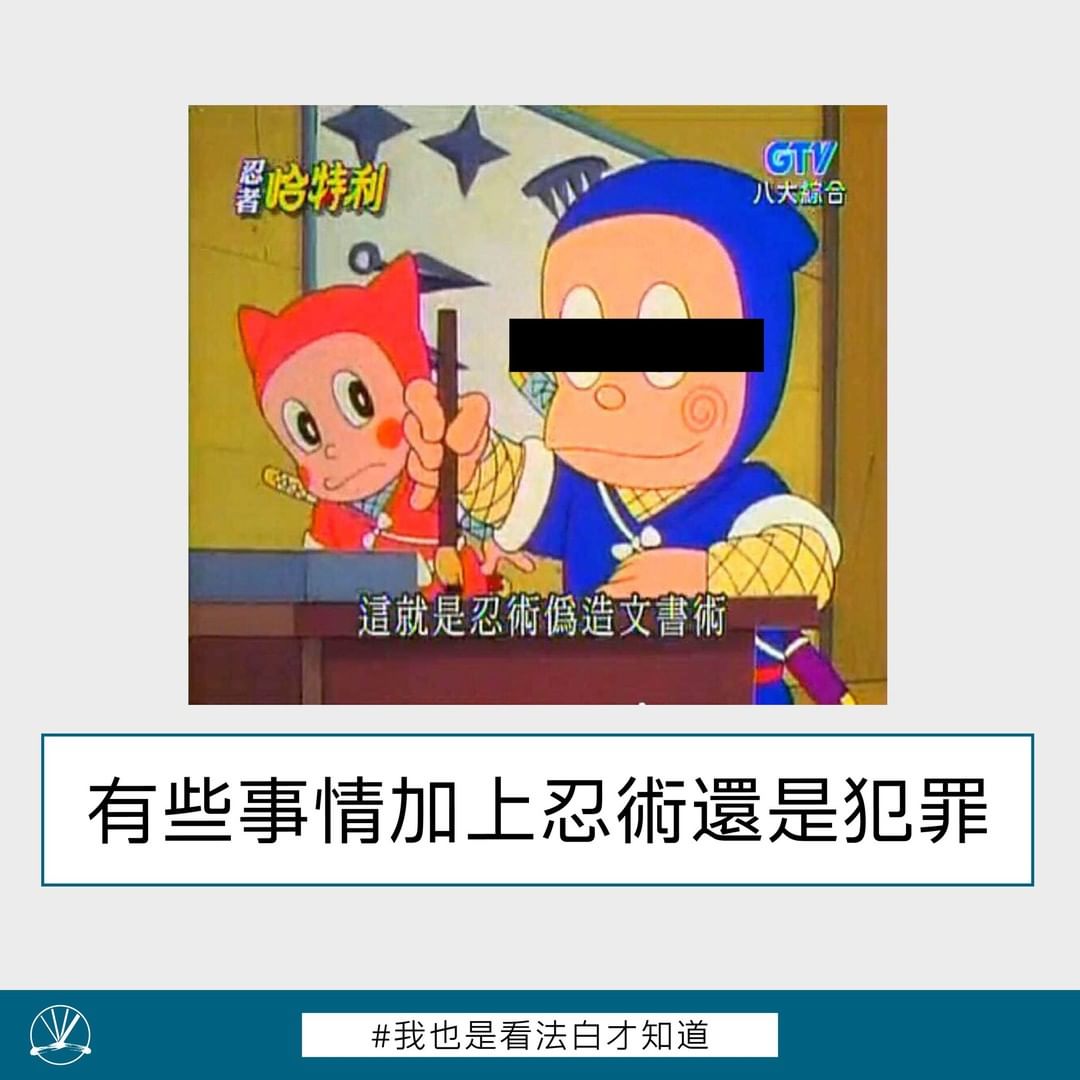 忍者哈特利
GTV
八大綜合
這就是忍術偽造文書術
有些事情加上忍術還是犯罪
#我也是看法白才知道